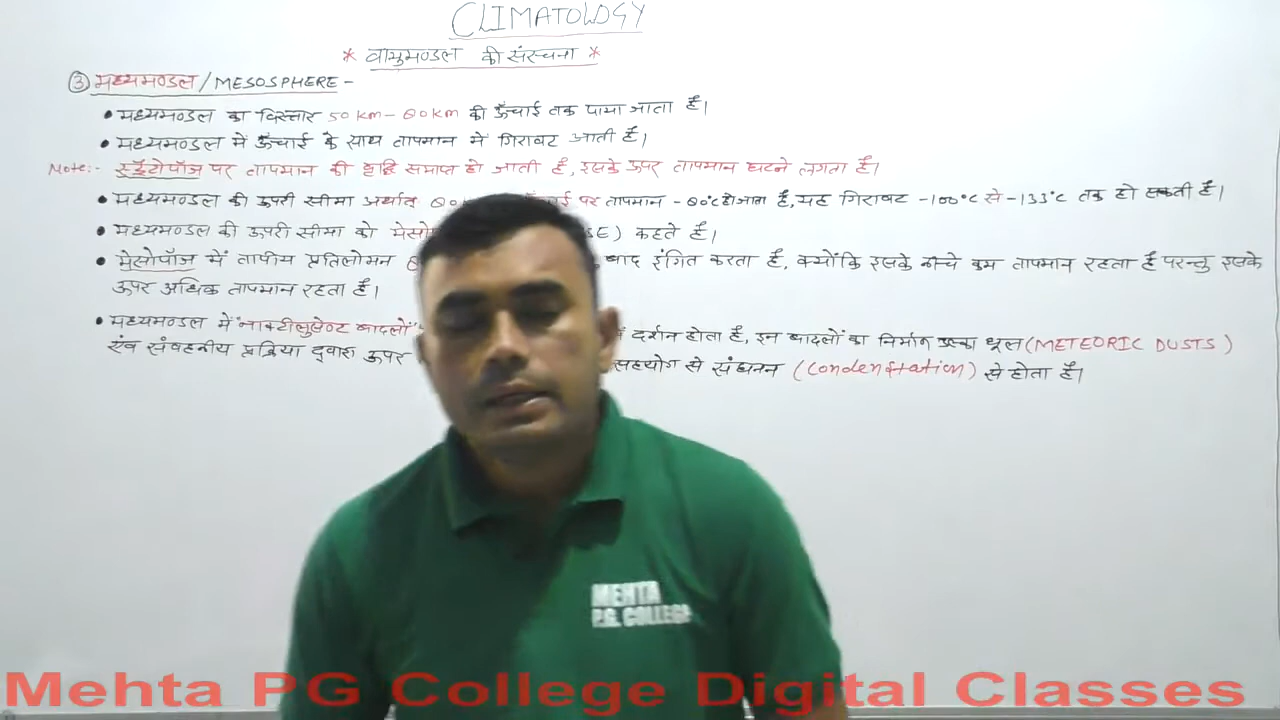 CLIMATOLOGY
* वायुमण्डल की संरचना *
③ मध्यमण्डल / MESOSPHERE -
• मध्यमण्डल का विस्तार 50 km - 80 km की ऊँचाई तक पाया जाता है।
• मध्यमण्डल में ऊँचाई के साथ तापमान में गिरावट आती है।
Note:- स्ट्रैटोपॉज पर तापमान की वृद्धि समाप्त हो जाती है, इसके ऊपर तापमान घटने लगता है।
• मध्यमण्डल की ऊपरी सीमा अर्थात् 80 पर तापमान - 80°c हो जाता है, यह गिरावट -100°c से -133°c तक हो सकती है।
• मध्यमण्डल की ऊपरी सीमा को SE) कहते हैं।
• मेसोपॉज में तापीय प्रतिलोमन बाद इंगित करता है, क्योंकि इसके नीचे कम तापमान रहता है परन्तु इसके
ऊपर अधिक तापमान रहता है।
• मध्यमण्डल में "नाक्टीलुसेण्ट बादलों" दर्शन होता है, इन बादलों का निर्माण उल्का धूल (METEORIC DUSTS)
एंव संवहनीय प्रक्रिया द्वारा ऊपर सहयोग से संघनन (Condenstation) से होता है।
MEHTA
P.G. COLLEGE
Mehta PG College Digital Classes